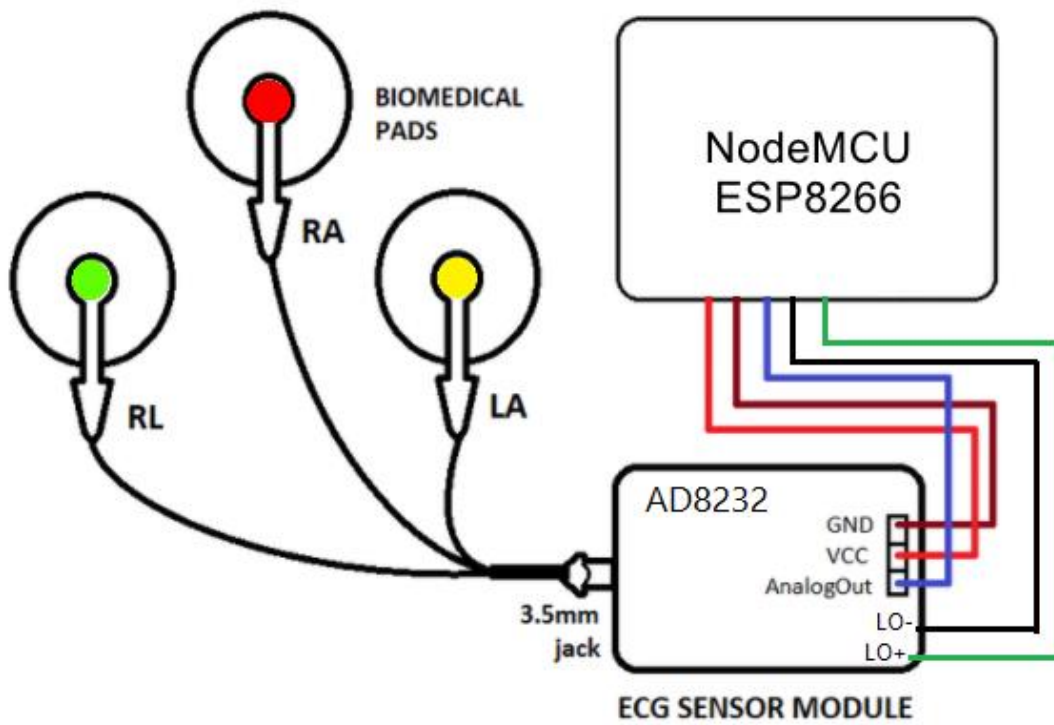 BIOMEDICAL
PADS
NodeMCU
ESP8266
RA
RL
LA
AD8232
GND
VCC
AnalogOut
LO-
LO+
3.5mm
jack
ECG SENSOR MODULE